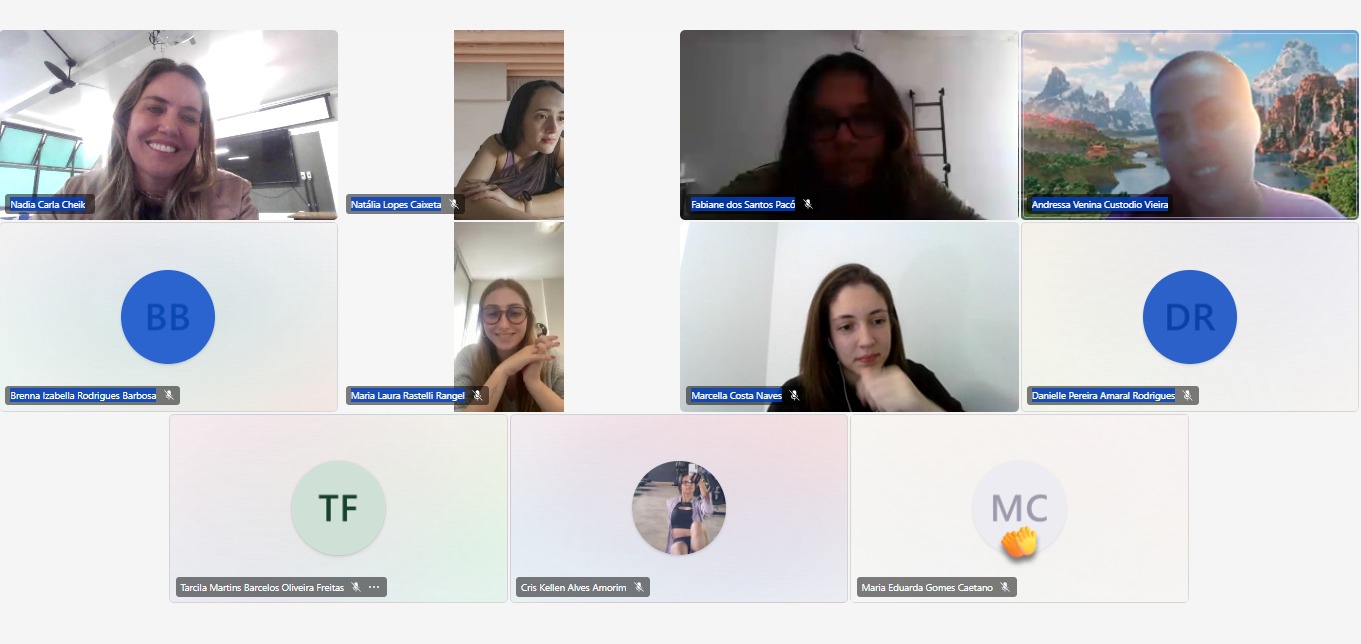 Nadia Carla Cheik
Natália Lopes Caixeta
Fabiane dos Santos Pacó
Andressa Venina Custodio Vieira
BB
Brenna Izabella Rodrigues Barbosa
Maria Laura Rastelli Rangel
Marcella Costa Naves
DR
Danielle Pereira Amaral Rodrigues
TF
Tarcila Martins Barcelos Oliveira Freitas
Cris Kellen Alves Amorim
MC
Maria Eduarda Gomes Caetano